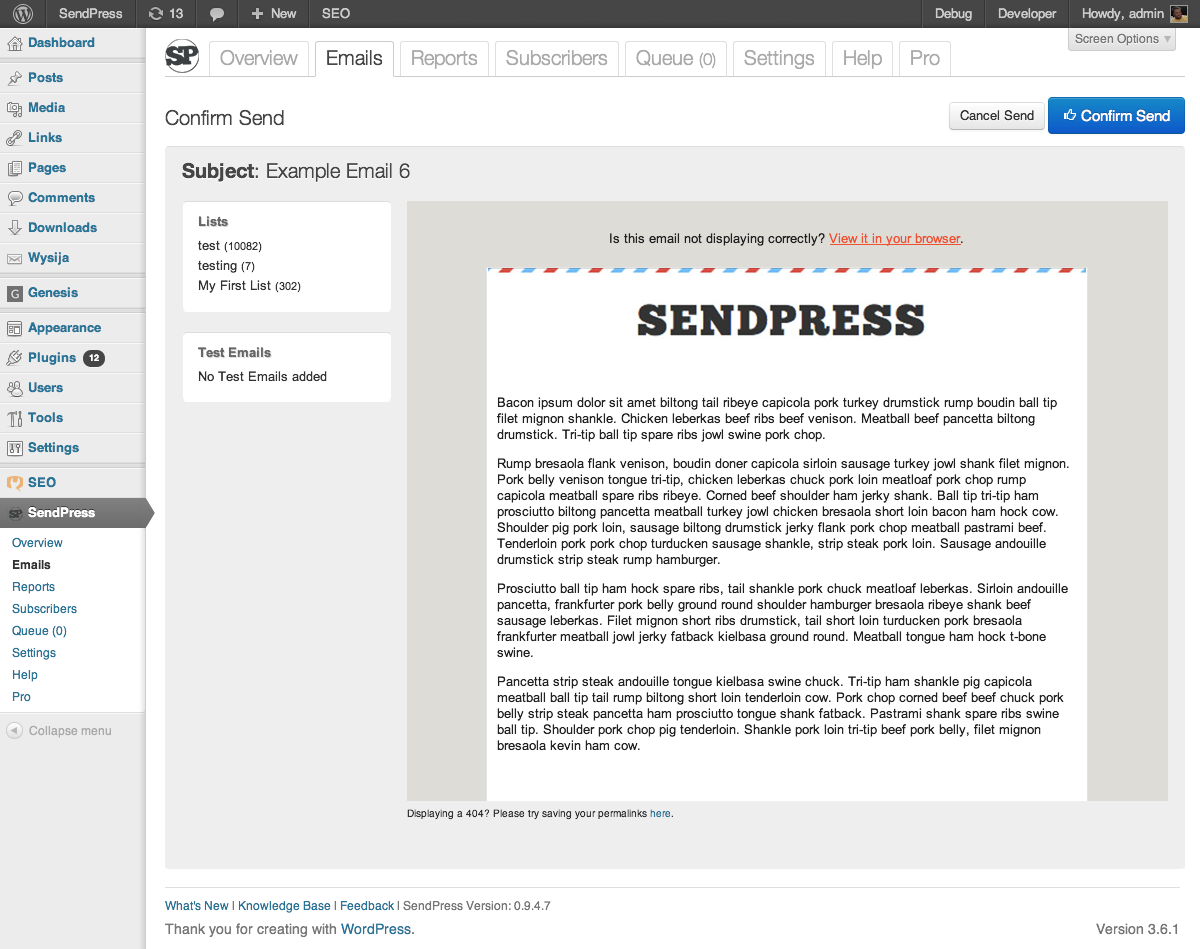 SendPress 13 New SEO Debug Developer Howdy, admin
Screen Options
Dashboard
Posts
Media
Links
Pages
Comments
Downloads
Wysija
G Genesis
Appearance
Plugins 12
Users
Tools
Settings
SEO
SP SendPress
Overview
Emails
Reports
Subscribers
Queue (0)
Settings
Help
Pro
Collapse menu
SP Overview Emails Reports Subscribers Queue (0) Settings Help Pro
Confirm Send
Cancel Send Confirm Send
Subject: Example Email 6
Lists
test (10082)
testing (7)
My First List (302)
Test Emails
No Test Emails added
Is this email not displaying correctly? View it in your browser.
SENDPRESS
Bacon ipsum dolor sit amet biltong tail ribeye capicola pork turkey drumstick rump boudin ball tip
filet mignon shankle. Chicken leberkas beef ribs beef venison. Meatball beef pancetta biltong
drumstick. Tri-tip ball tip spare ribs jowl swine pork chop.
Rump bresaola flank venison, boudin doner capicola sirloin sausage turkey jowl shank filet mignon.
Pork belly venison tongue tri-tip, chicken leberkas chuck pork loin meatloaf pork chop rump
capicola meatball spare ribs ribeye. Corned beef shoulder ham jerky shank. Ball tip tri-tip ham
prosciutto biltong pancetta meatball turkey jowl chicken bresaola short loin bacon ham hock cow.
Shoulder pig pork loin, sausage biltong drumstick jerky flank pork chop meatball pastrami beef.
Tenderloin pork pork chop turducken sausage shankle, strip steak pork loin. Sausage andouille
drumstick strip steak rump hamburger.
Prosciutto ball tip ham hock spare ribs, tail shankle pork chuck meatloaf leberkas. Sirloin andouille
pancetta, frankfurter pork belly ground round shoulder hamburger bresaola ribeye shank beef
sausage leberkas. Filet mignon short ribs drumstick, tail short loin turducken pork bresaola
frankfurter meatball jowl jerky fatback kielbasa ground round. Meatball tongue ham hock t-bone
swine.
Pancetta strip steak andouille tongue kielbasa swine chuck. Tri-tip ham shankle pig capicola
meatball ball tip tail rump biltong short loin tenderloin cow. Pork chop corned beef beef chuck pork
belly strip steak pancetta ham prosciutto tongue shank fatback. Pastrami shank spare ribs swine
ball tip. Shoulder pork chop pig tenderloin. Shankle pork loin tri-tip beef pork belly, filet mignon
bresaola kevin ham cow.
Displaying a 404? Please try saving your permalinks here.
What's New | Knowledge Base | Feedback | SendPress Version: 0.9.4.7
Thank you for creating with WordPress. Version 3.6.1